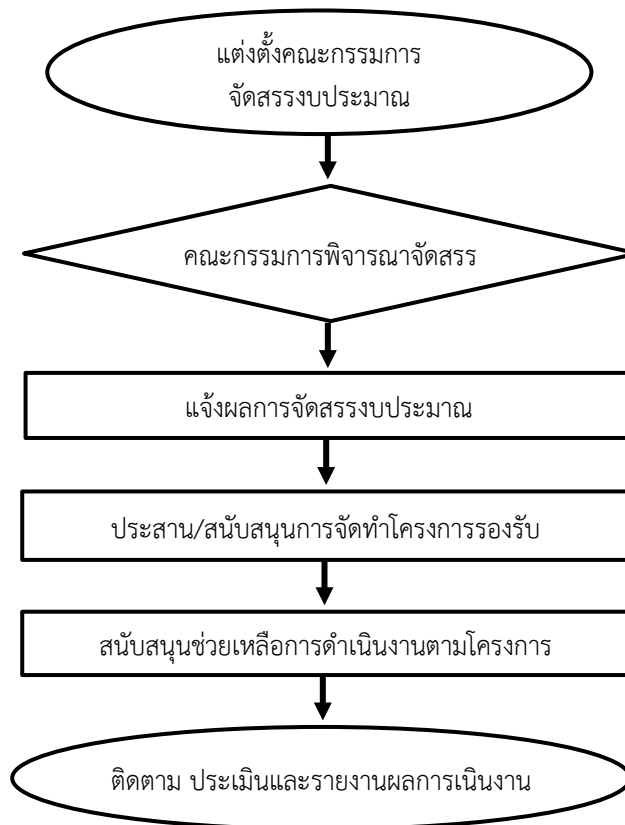 แต่งตั้งคณะกรรมการ
จัดสรรงบประมาณ
คณะกรรมการพิจารณาจัดสรร
แจ้งผลการจัดสรรงบประมาณ
ประสาน/สนับสนุนการจัดทำโครงการรองรับ
สนับสนุนช่วยเหลือการดำเนินงานตามโครงการ
ติดตาม ประเมินและรายงานผลการเนินงาน